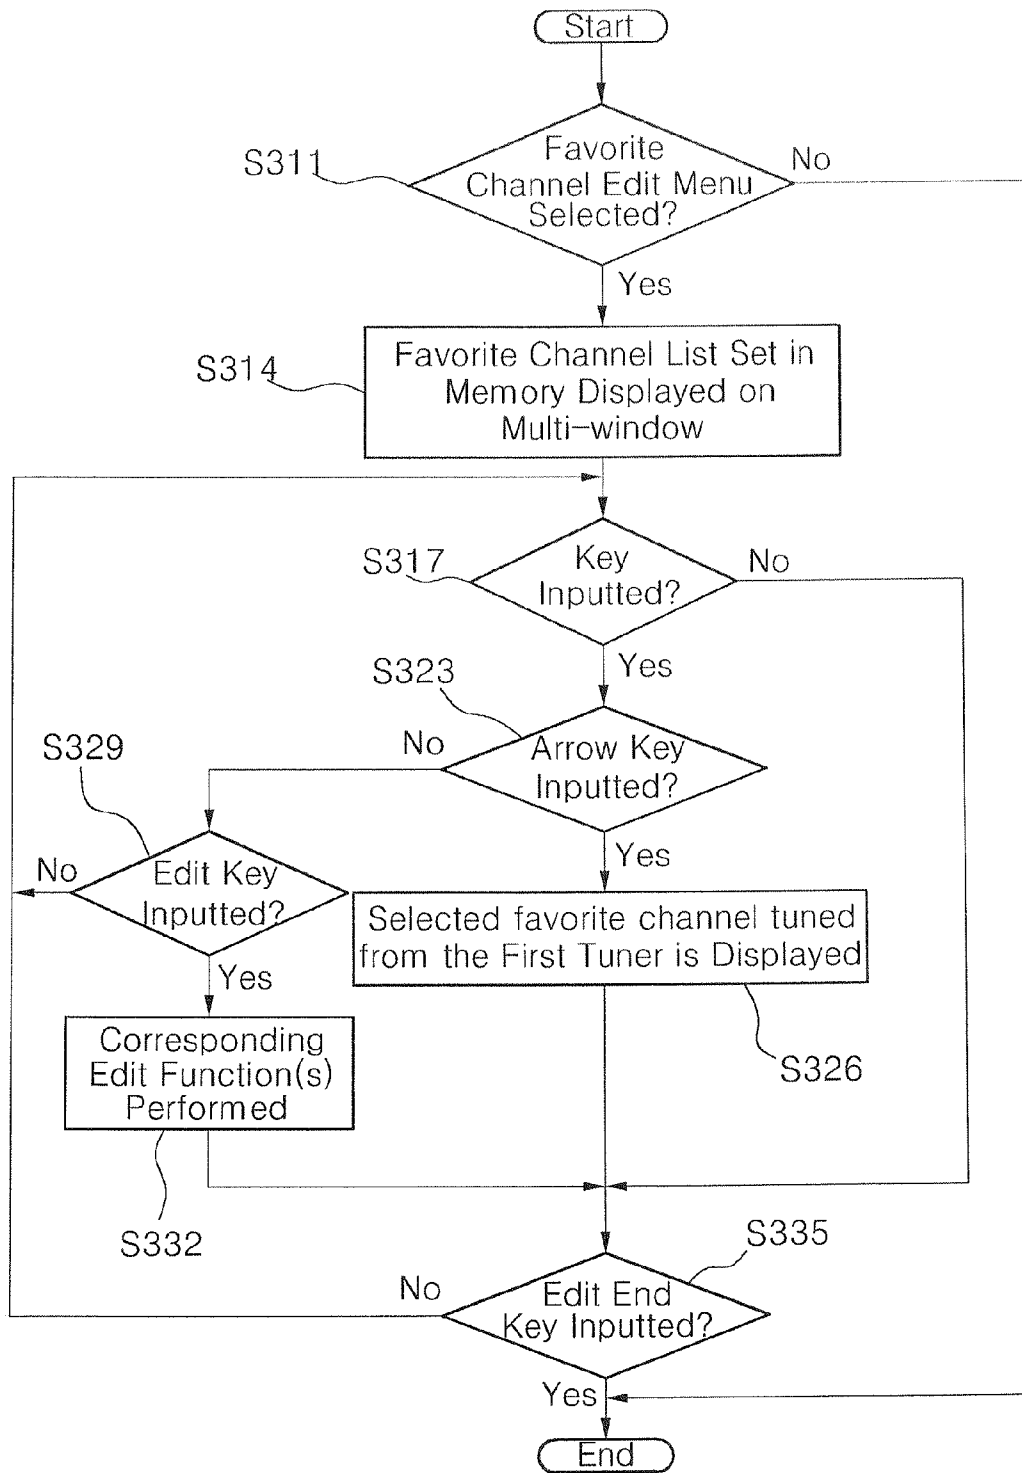 Start
S311
Favorite
Channel Edit Menu
Selected?
No
Yes
S314
Favorite Channel List Set in
Memory Displayed on
Multi-window
S317
Key
Inputted?
No
Yes
S323
Arrow Key
Inputted?
No
Yes
S329
Edit Key
Inputted?
No
Yes
Selected favorite channel tuned
from the First Tuner is Displayed
S326
Corresponding
Edit Function(s)
Performed
S332
S335
Edit End
Key Inputted?
No
Yes
End